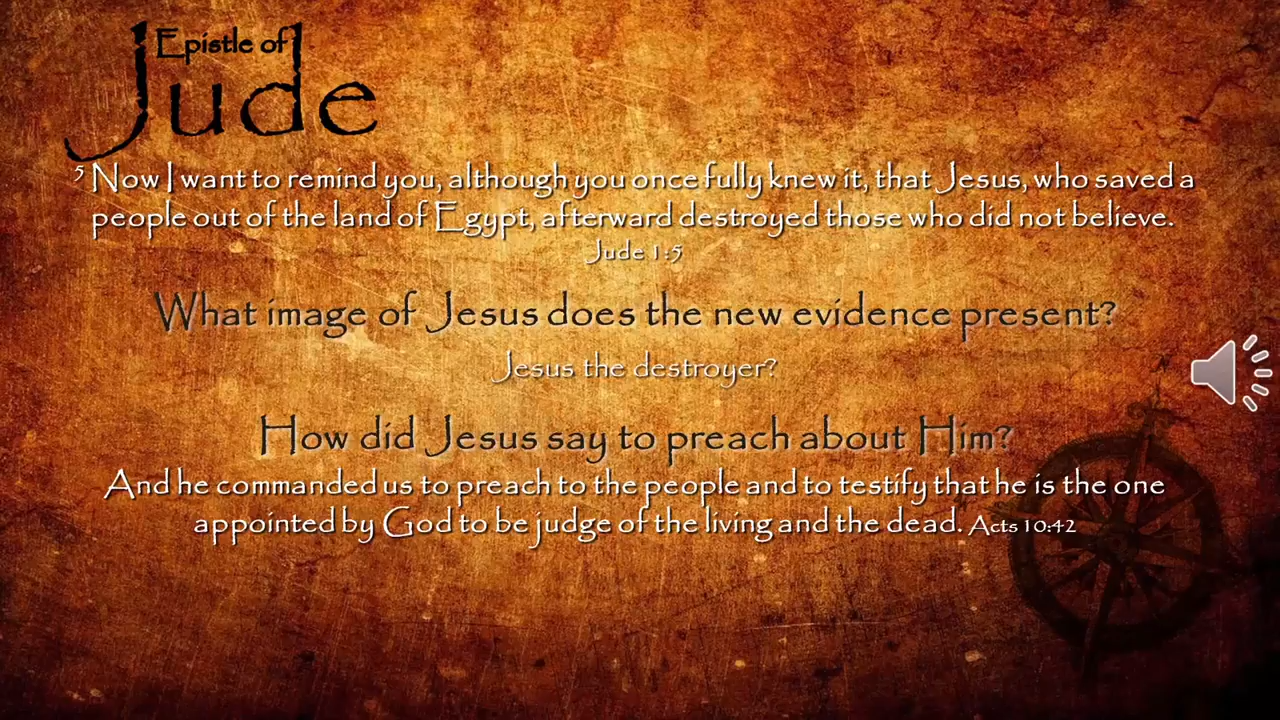 Epistle of
Jude
5 Now I want to remind you, although you once fully knew it, that Jesus, who saved a
people out of the land of Egypt, afterward destroyed those who did not believe.
Jude 1:5
What image of Jesus does the new evidence present?
Jesus the destroyer?
How did Jesus say to preach about Him?
And he commanded us to preach to the people and to testify that he is the one
appointed by God to be judge of the living and the dead. Acts 10:42